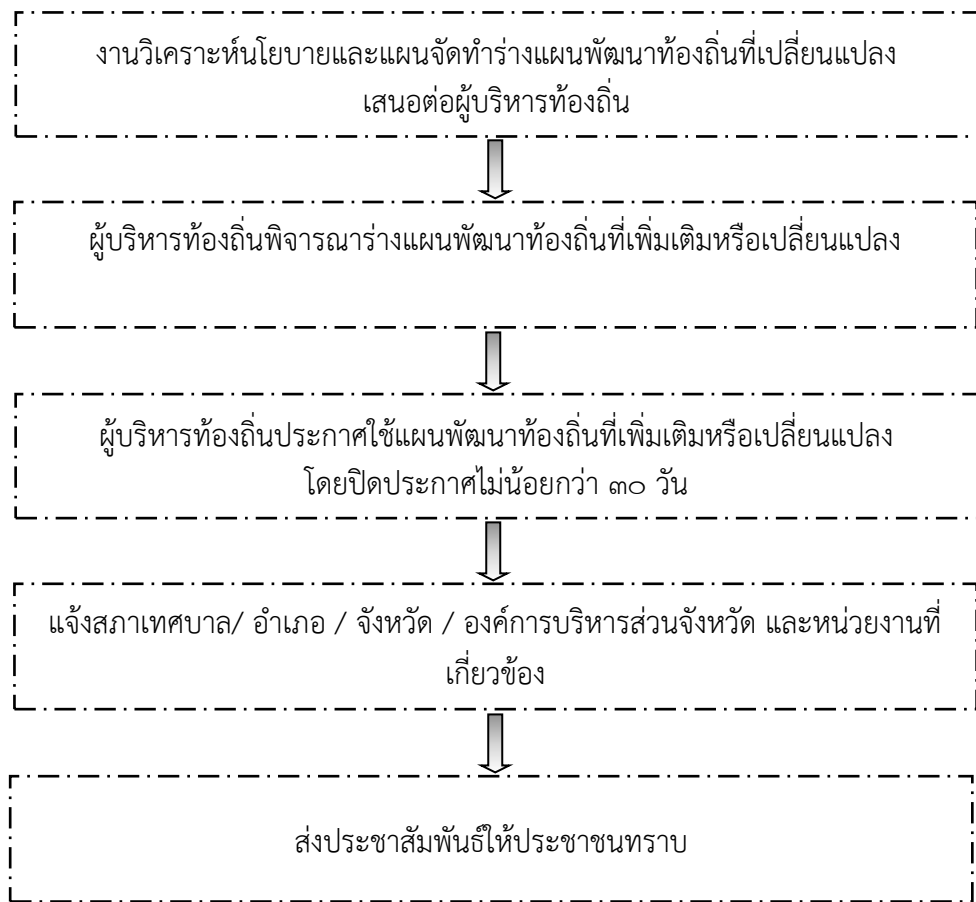 งานวิเคราะห์นโยบายและแผนจัดทำร่างแผนพัฒนาท้องถิ่นที่เปลี่ยนแปลง
เสนอต่อผู้บริหารท้องถิ่น
ผู้บริหารท้องถิ่นพิจารณาร่างแผนพัฒนาท้องถิ่นที่เพิ่มเติมหรือเปลี่ยนแปลง
ผู้บริหารท้องถิ่นประกาศใช้แผนพัฒนาท้องถิ่นที่เพิ่มเติมหรือเปลี่ยนแปลง
โดยปิดประกาศไม่น้อยกว่า ๓๐ วัน
แจ้งสภาเทศบาล/ อำเภอ / จังหวัด / องค์การบริหารส่วนจังหวัด และหน่วยงานที่
เกี่ยวข้อง
ส่งประชาสัมพันธ์ให้ประชาชนทราบ